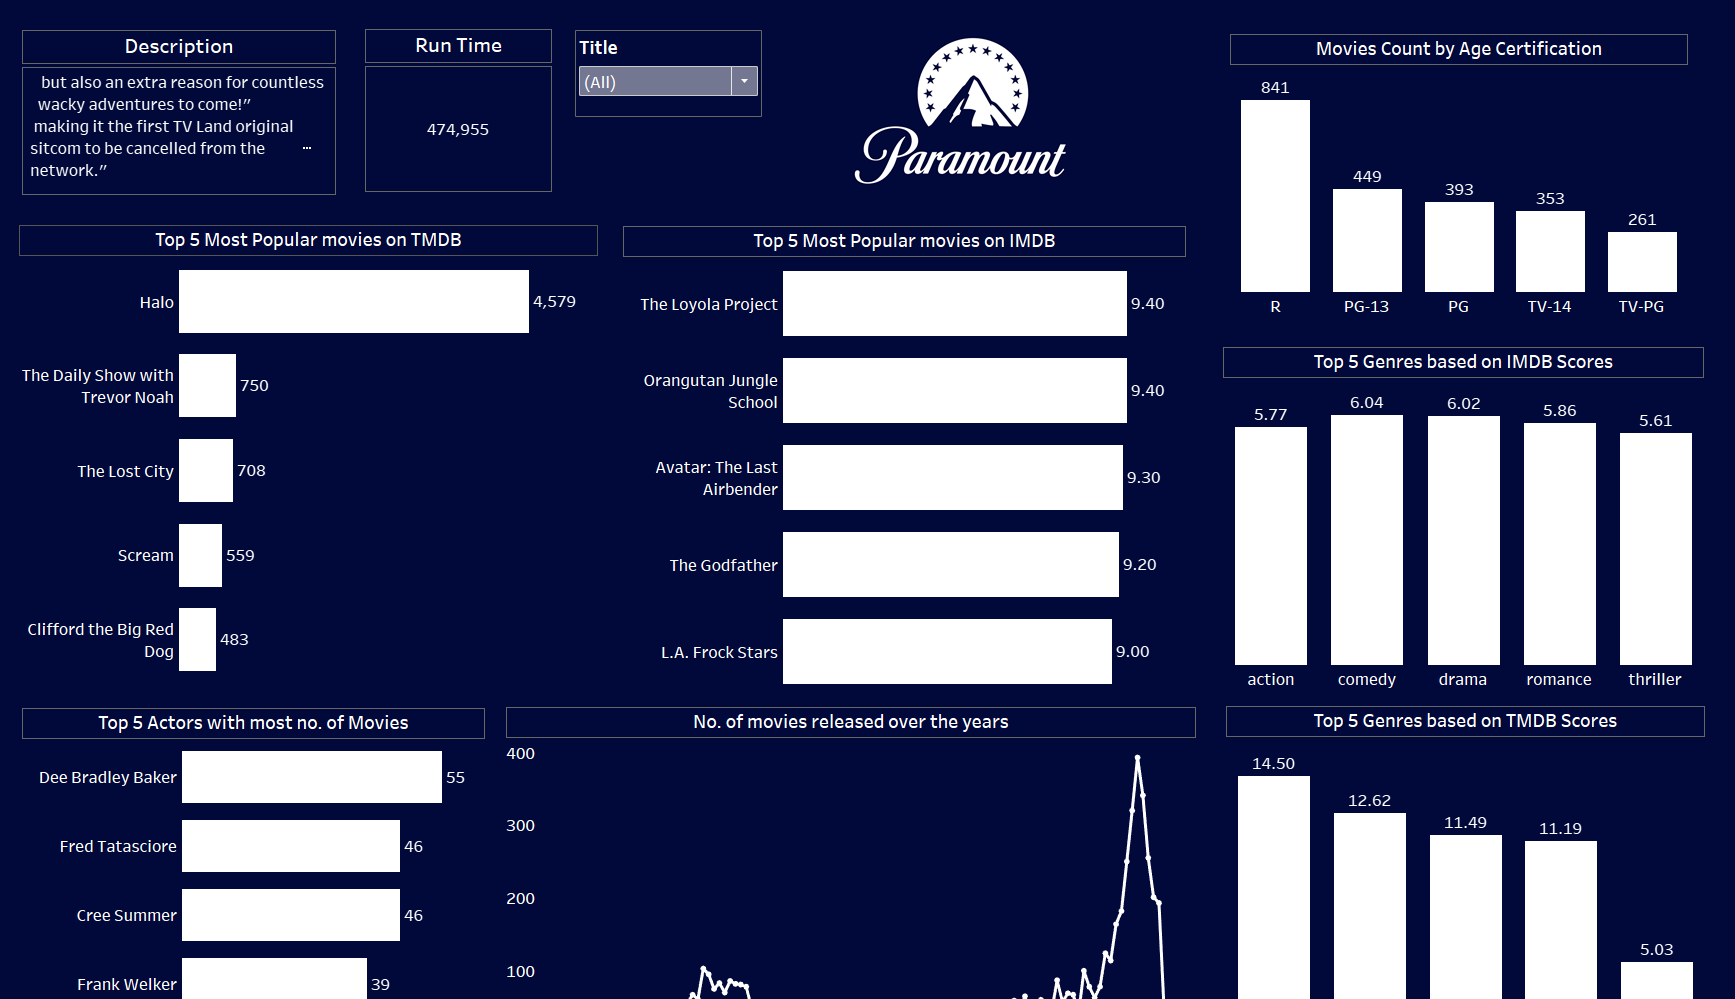 Description
but also an extra reason for countless
wacky adventures to come!”
making it the first TV Land original
sitcom to be cancelled from the ...
network.”
Run Time
474,955
Title
(All)
Paramount
Movies Count by Age Certification
841
449
393
353
261
R PG-13 PG TV-14 TV-PG
Top 5 Most Popular movies on TMDB
Halo 4,579
The Daily Show with
Trevor Noah 750
The Lost City 708
Scream 559
Clifford the Big Red
Dog 483
Top 5 Most Popular movies on IMDB
The Loyola Project 9.40
Orangutan Jungle
School 9.40
Avatar: The Last
Airbender 9.30
The Godfather 9.20
L.A. Frock Stars 9.00
Top 5 Genres based on IMDB Scores
5.77 6.04 6.02 5.86 5.61
action comedy drama romance thriller
Top 5 Actors with most no. of Movies
Dee Bradley Baker 55
Fred Tatasciore 46
Cree Summer 46
Frank Welker 39
No. of movies released over the years
400
300
200
100
Top 5 Genres based on TMDB Scores
14.50
12.62
11.49
11.19
5.03